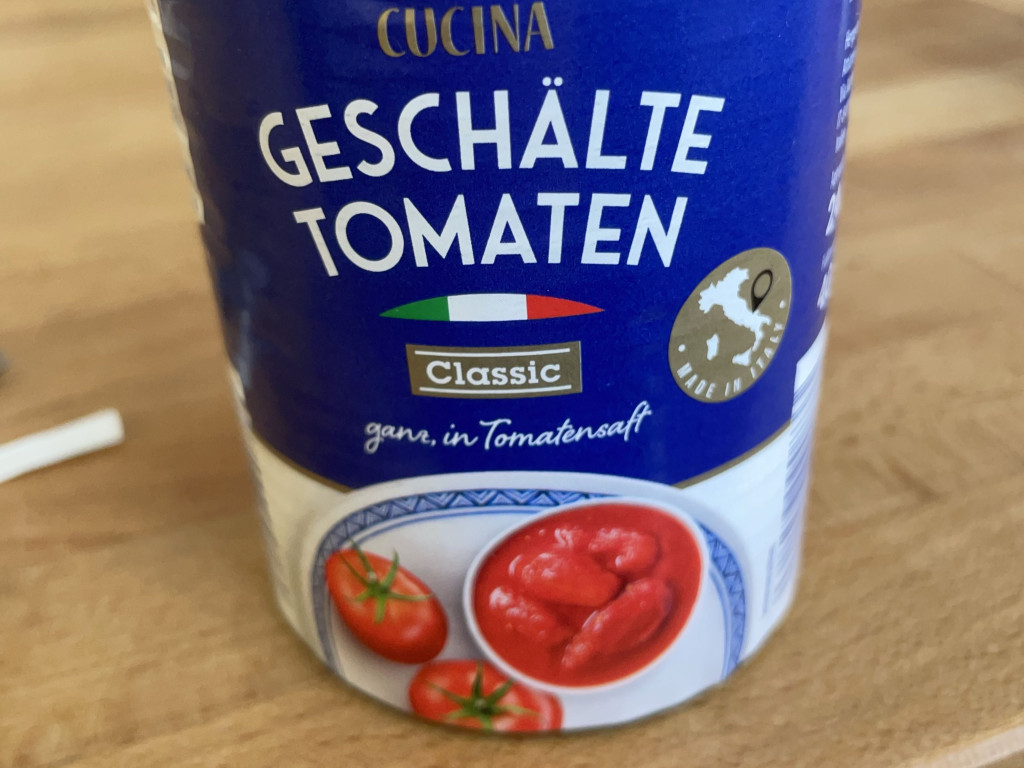 CUCINA
GESCHÄLTE
TOMATEN
Classic
ganz, in Tomatensaft
MADE IN ITALY